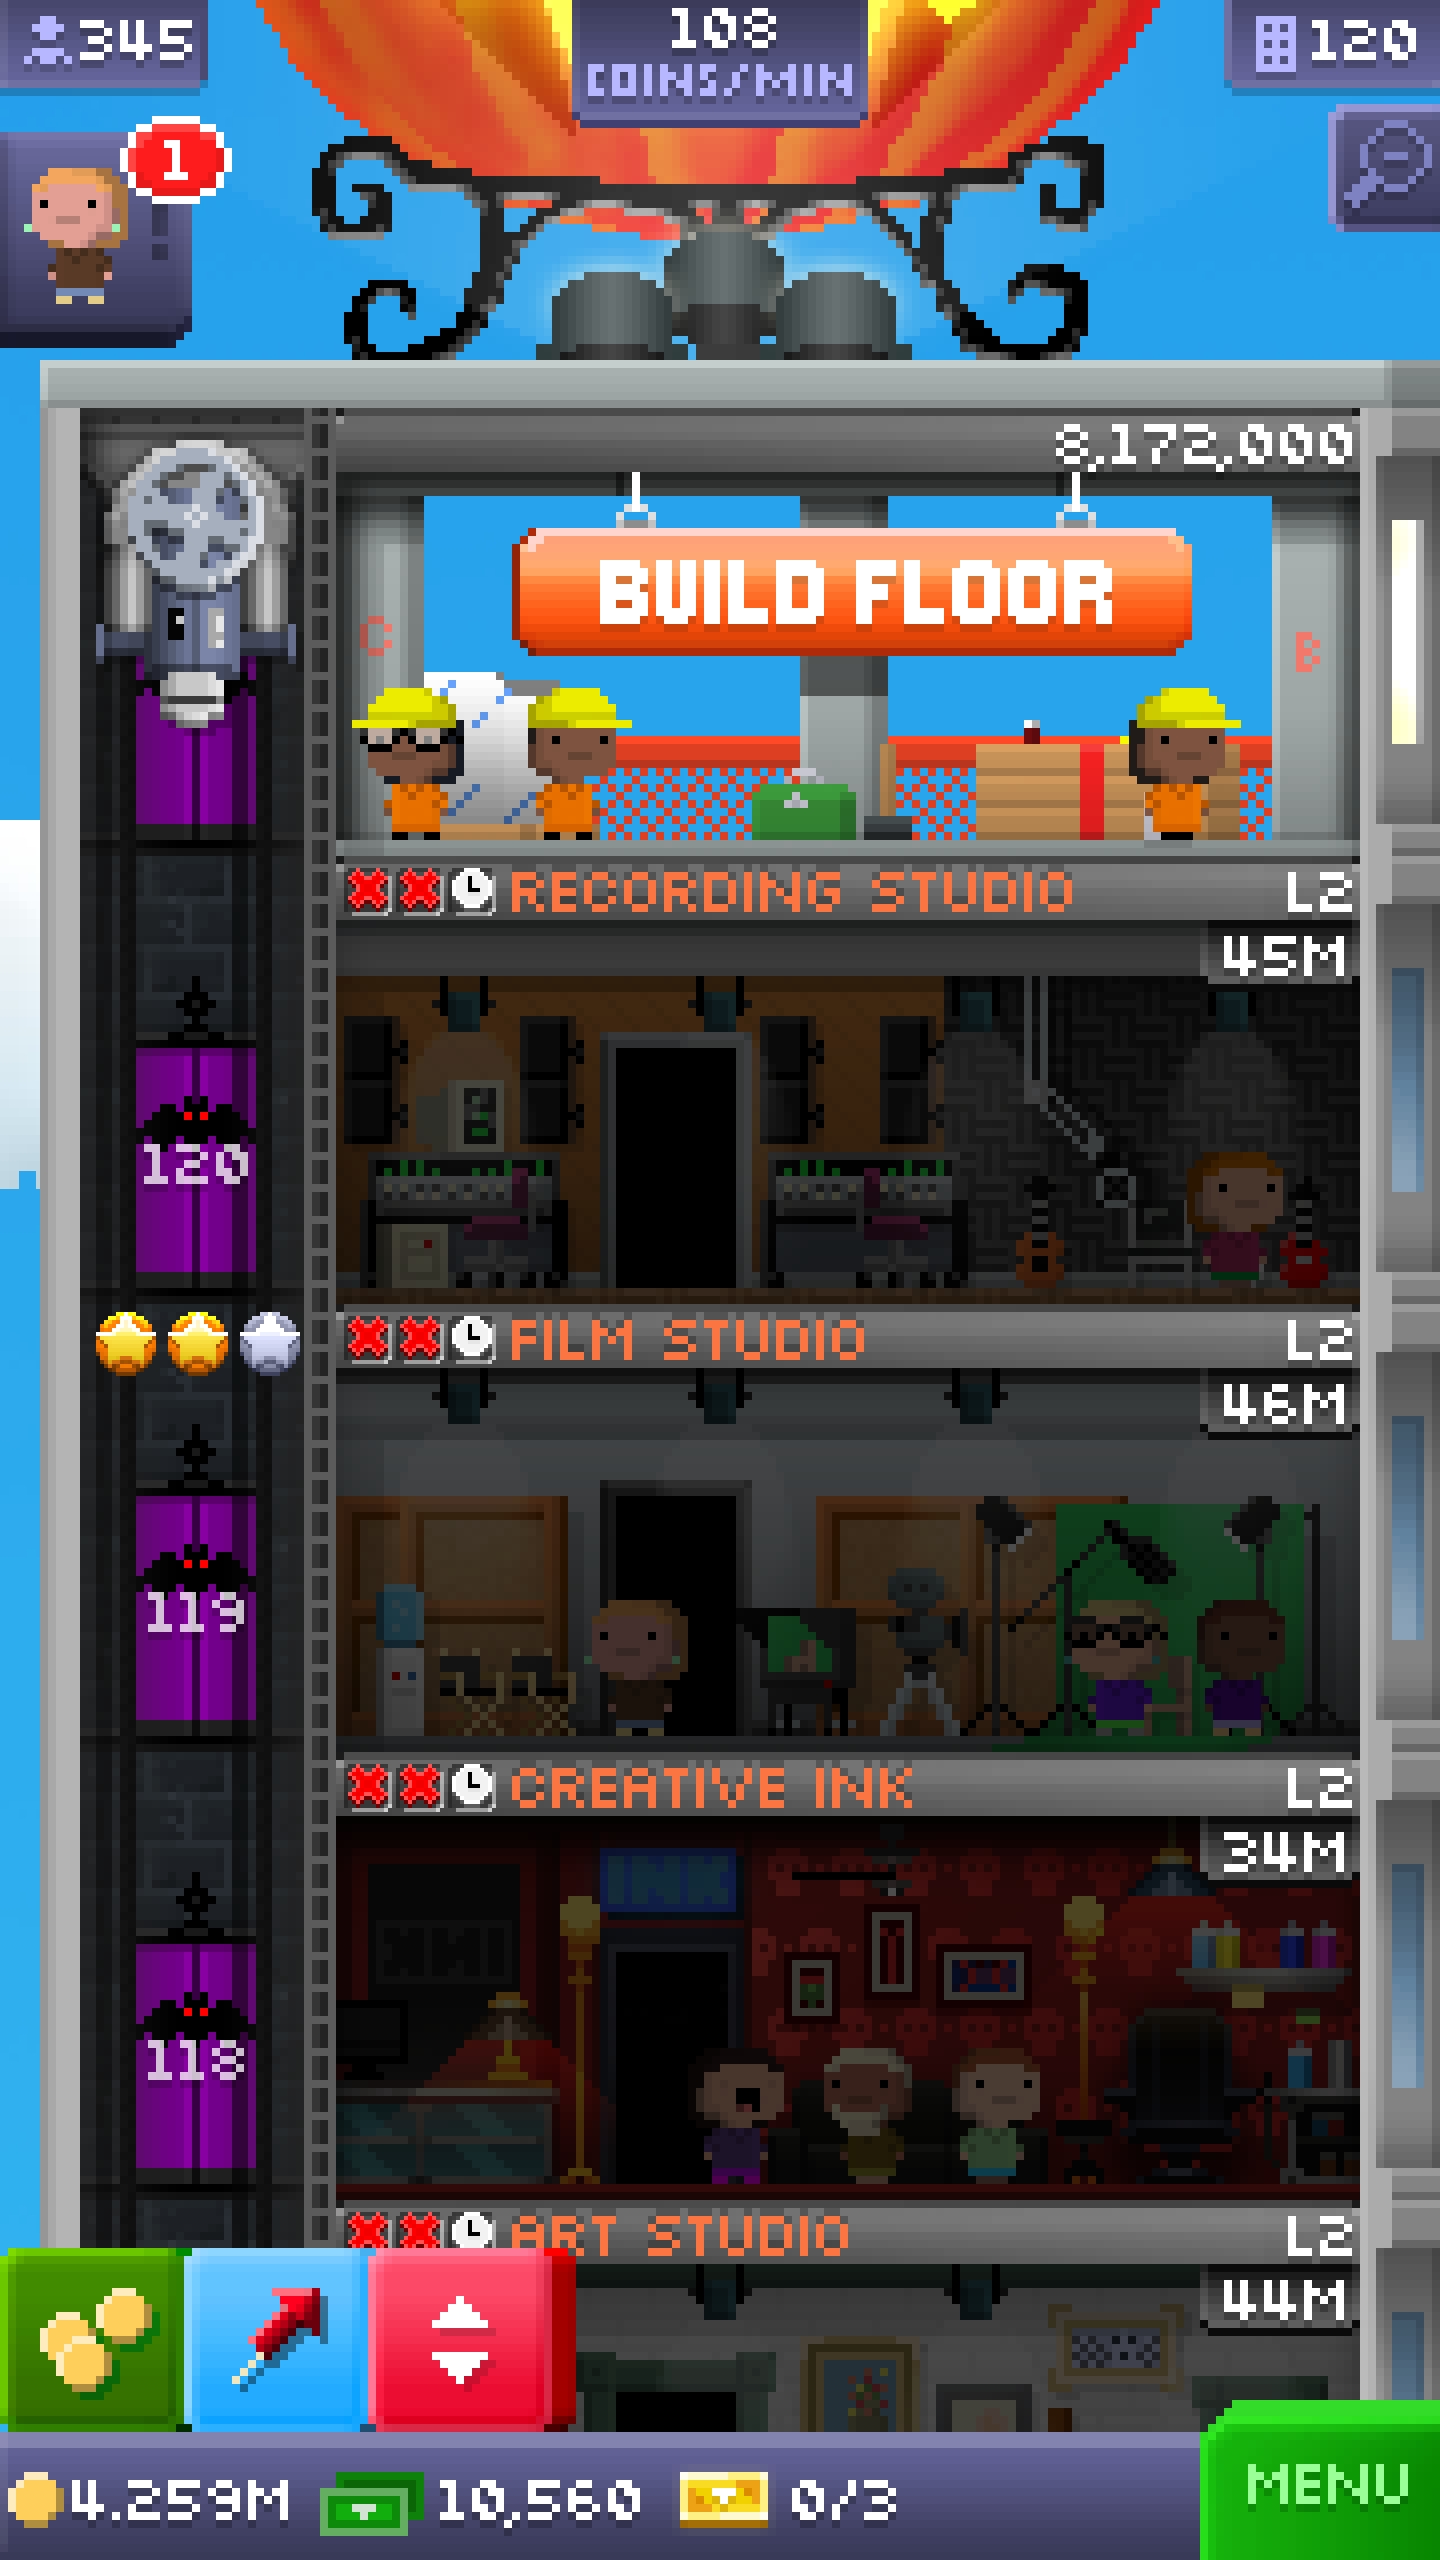 345
108
COINS/MIN
120
1
8,172,000
BUILD FLOOR
C
B
RECORDING STUDIO
L2
45M
120
FILM STUDIO
L2
46M
119
CREATIVE INK
L2
34M
INK
118
ART STUDIO
L2
44M
4.259M
10,560
0/3
MENU